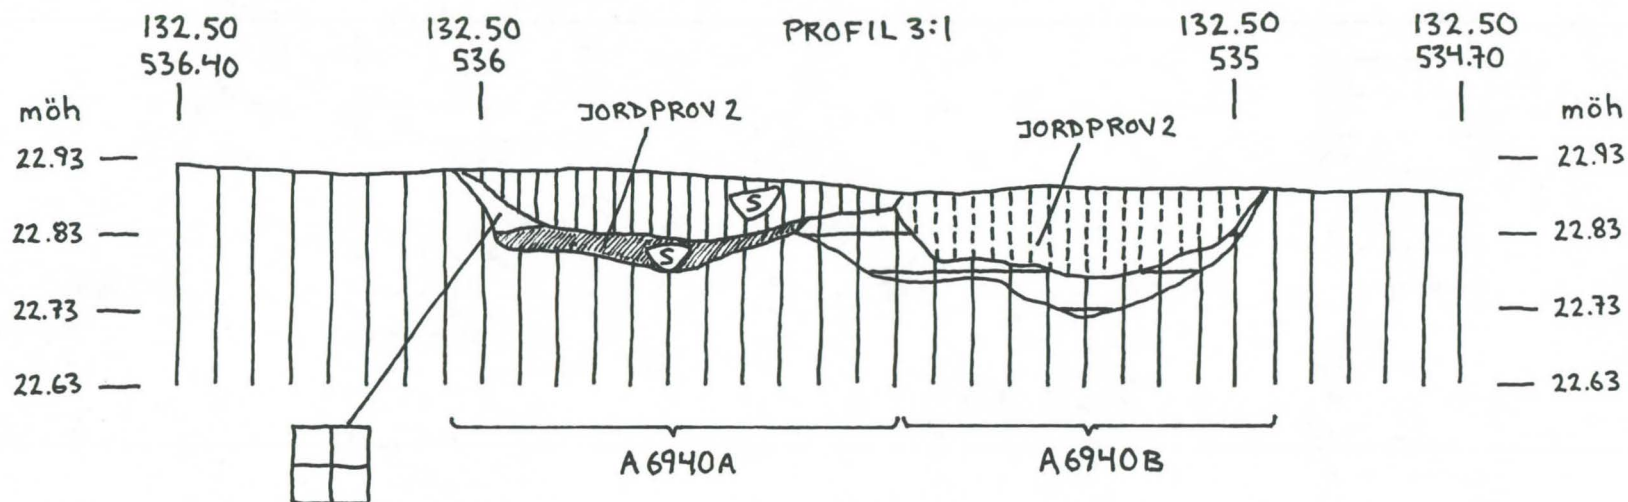 PROFIL 3:1
132.50
536.40
132.50
536
132.50
535
132.50
534.70
möh
möh
JORDPROV 2
JORDPROV 2
22.93
22.93
S
22.83
22.83
S
22.73
22.73
22.63
22.63
A6940A
A6940B